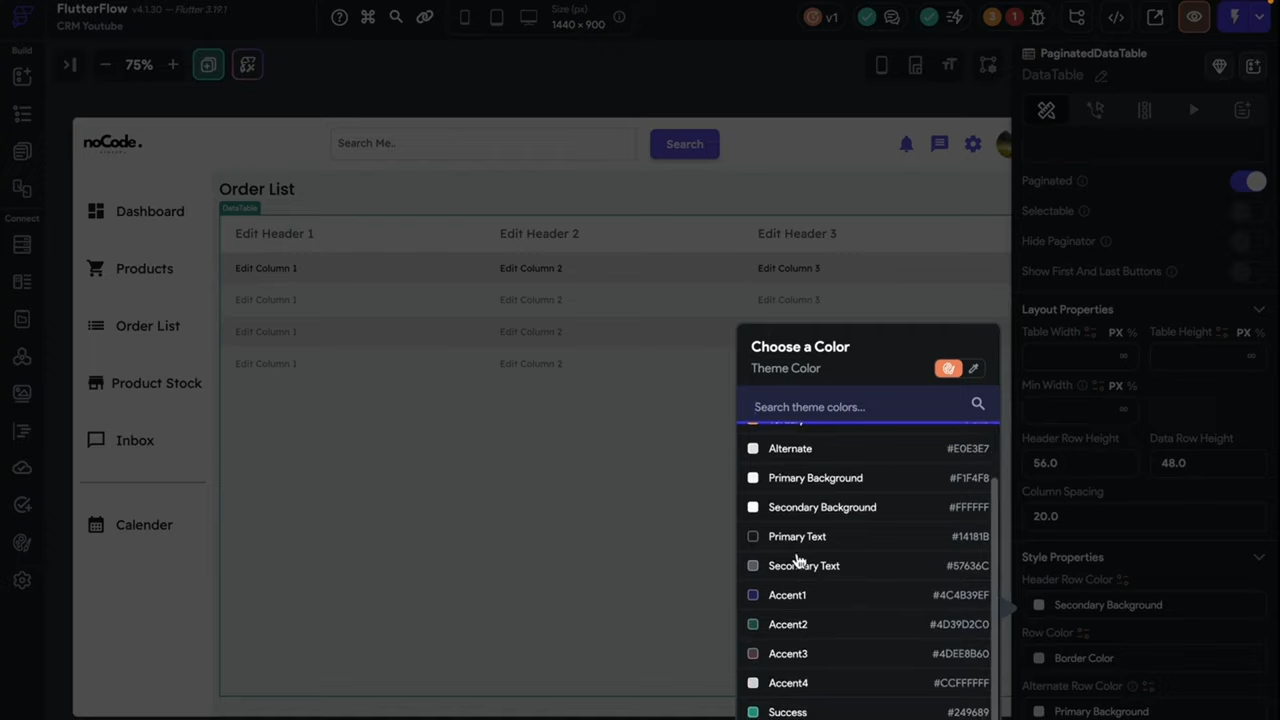 FlutterFlow v4.1.30 - Flutter 3.19.1
CRM Youtube
Size (px)
1440 × 900
v1
3
1
Build
Connect
75%
PaginatedDataTable
DataTable
noCode.
Search Me..
Search
Dashboard
Products
Order List
Product Stock
Inbox
Calender
Order List
DataTable
Edit Header 1
Edit Header 2
Edit Header 3
Edit Column 1
Edit Column 2
Edit Column 3
Edit Column 1
Edit Column 2
Edit Column 3
Edit Column 1
Edit Column 2
Edit Column 1
Edit Column 2
Choose a Color
Theme Color
Search theme colors...
Alternate #E0E3E7
Primary Background #F1F4F8
Secondary Background #FFFFFF
Primary Text #14181B
Secondary Text #57636C
Accent1 #4C4B39EF
Accent2 #4D39D2C0
Accent3 #4DEE8B60
Accent4 #CCFFFFFF
Success #249689
Paginated
Selectable
Hide Paginator
Show First And Last Buttons
Layout Properties
Table Width PX %
Table Height PX %
∞
∞
Min Width PX %
∞
Header Row Height
Data Row Height
56.0
48.0
Column Spacing
20.0
Style Properties
Header Row Color
Secondary Background
Row Color
Border Color
Alternate Row Color
Primary Background